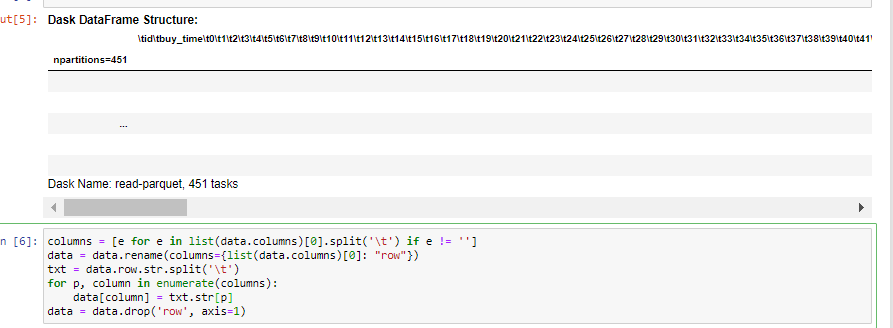 ut[5]: Dask DataFrame Structure:
\tid\tbuy_time\t0\t1\t2\t3\t4\t5\t6\t7\t8\t9\t10\t11\t12\t13\t14\t15\t16\t17\t18\t19\t20\t21\t22\t23\t24\t25\t26\t27\t28\t29\t30\t31\t32\t33\t34\t35\t36\t37\t38\t39\t40\t41\
npartitions=451
...
Dask Name: read-parquet, 451 tasks
n [6]: columns = [e for e in list(data.columns)[0].split('\t') if e != '']
data = data.rename(columns={list(data.columns)[0]: "row"})
txt = data.row.str.split('\t')
for p, column in enumerate(columns):
    data[column] = txt.str[p]
data = data.drop('row', axis=1)